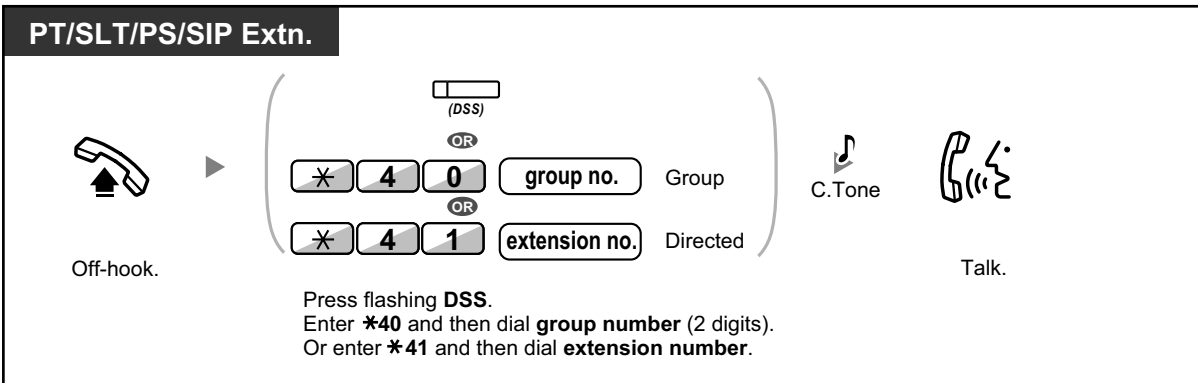 PT/SLT/PS/SIP Extn.
(DSS)
OR
* 4 0 group no. Group
OR
* 4 1 extension no. Directed
C.Tone
Off-hook.
Talk.
Press flashing DSS.
Enter *40 and then dial group number (2 digits).
Or enter *41 and then dial extension number.